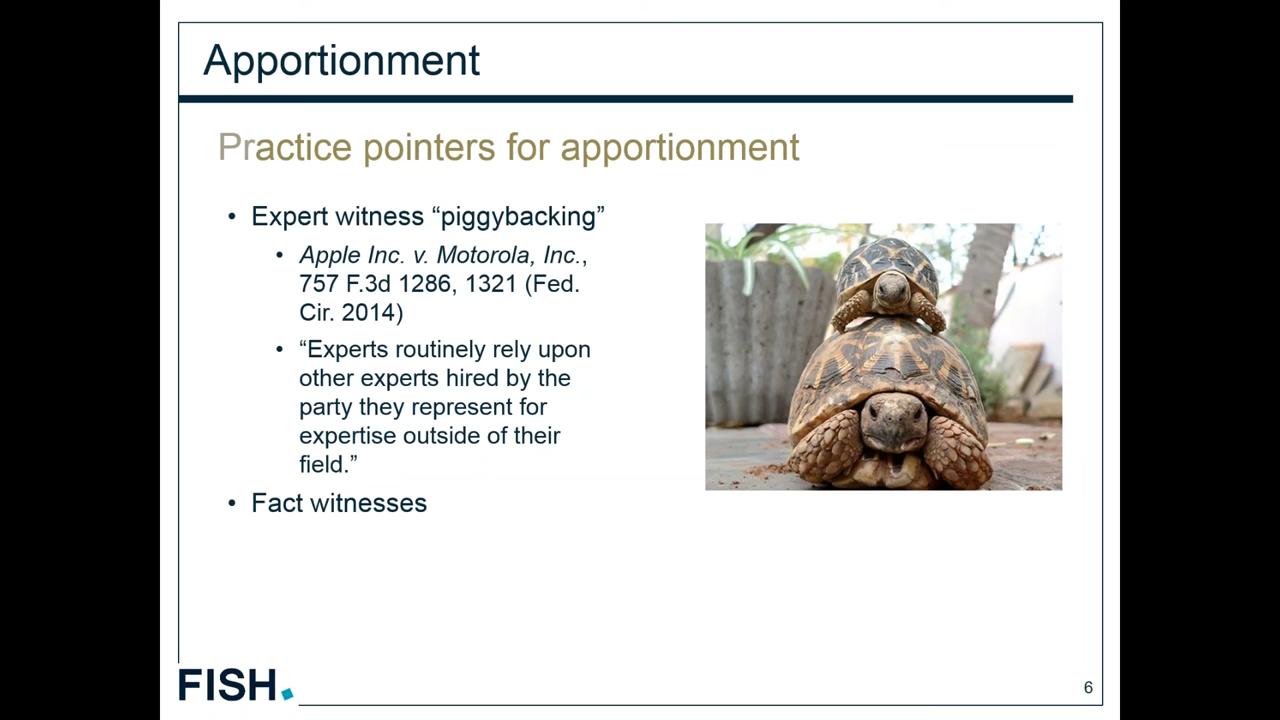 Apportionment
Practice pointers for apportionment
• Expert witness “piggybacking”
• Apple Inc. v. Motorola, Inc.,
757 F.3d 1286, 1321 (Fed.
Cir. 2014)
• “Experts routinely rely upon
other experts hired by the
party they represent for
expertise outside of their
field.”
• Fact witnesses
FISH.
6